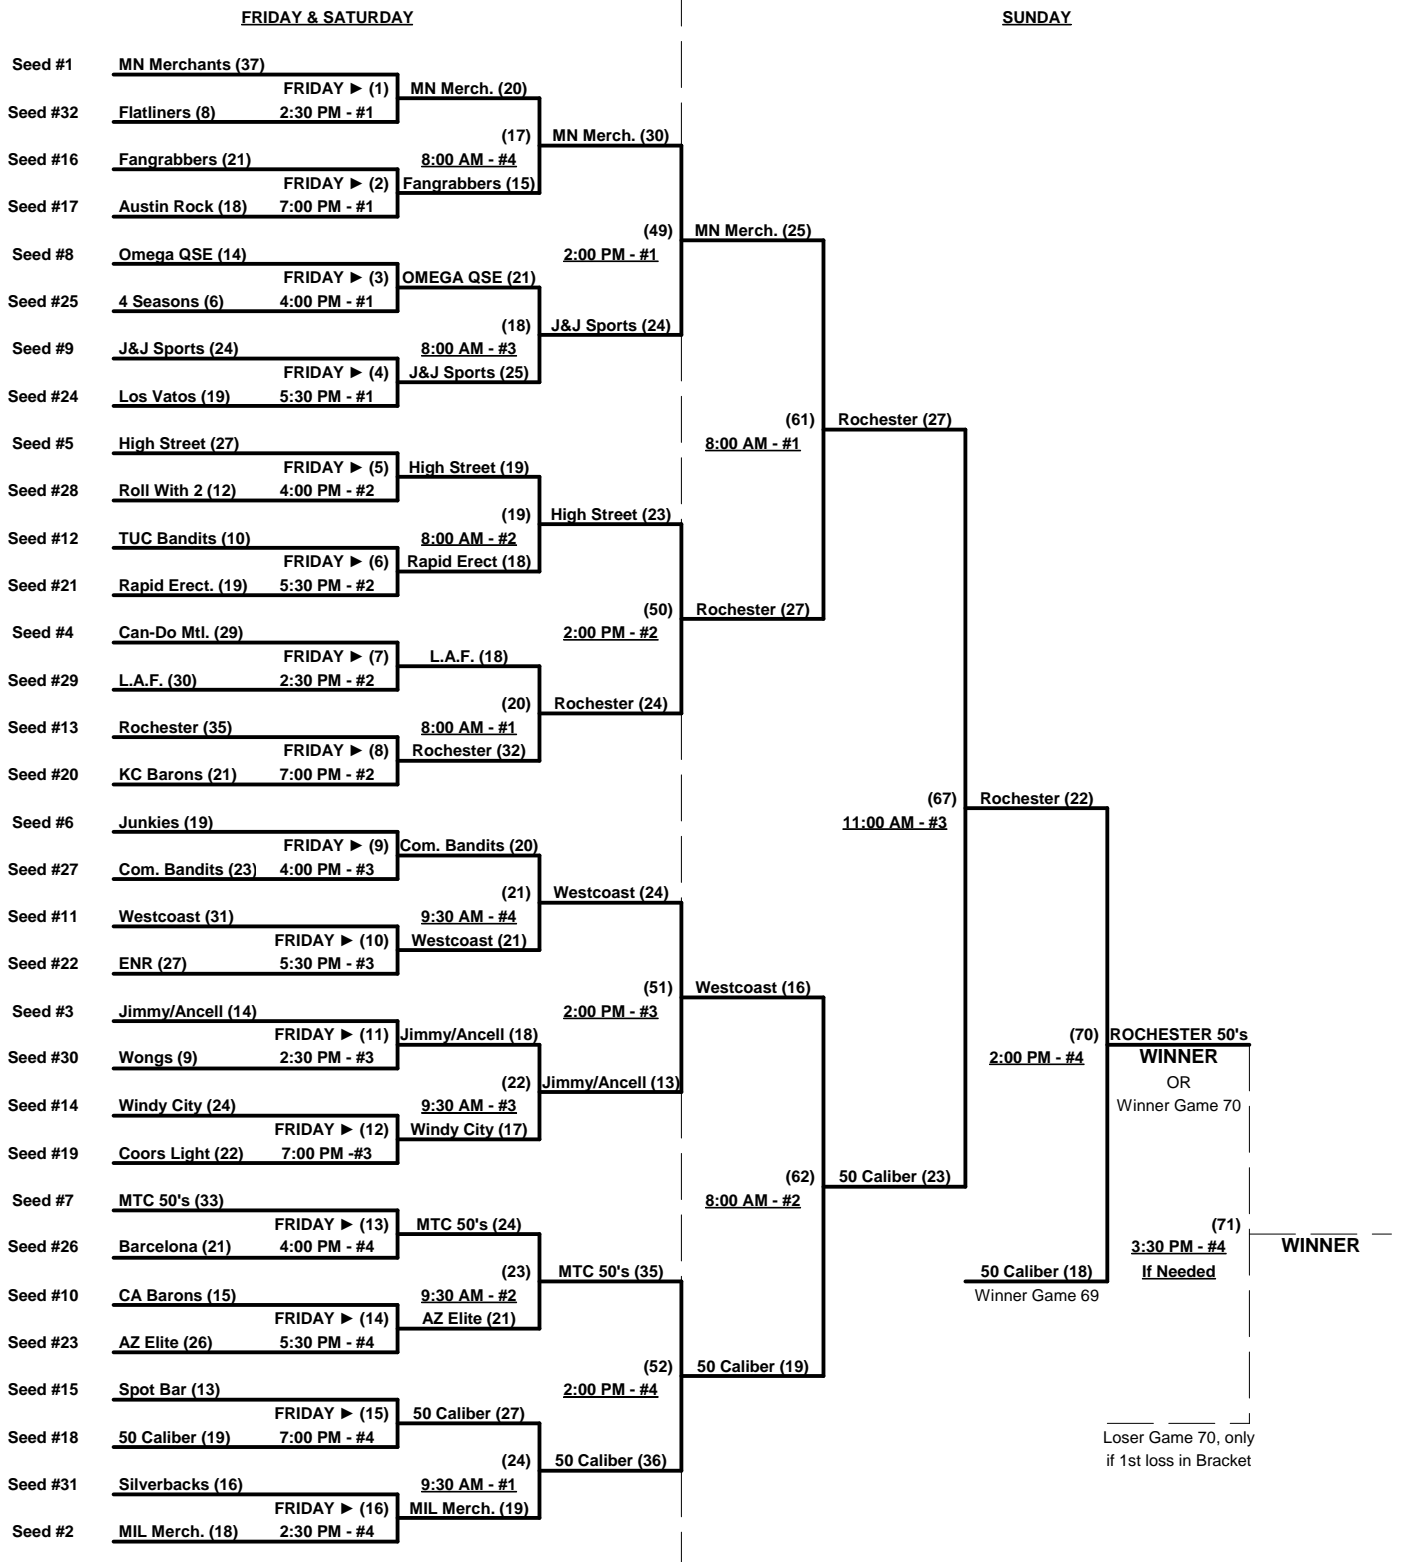 FRIDAY & SATURDAY
SUNDAY
Seed #1 MN Merchants (37)
FRIDAY ► (1) MN Merch. (20)
Seed #32 Flatliners (8) 2:30 PM - #1
(17) MN Merch. (30)
Seed #16 Fangrabbers (21) 8:00 AM - #4
FRIDAY ► (2) Fangrabbers (15)
Seed #17 Austin Rock (18) 7:00 PM - #1
(49) MN Merch. (25)
Seed #8 Omega QSE (14) 2:00 PM - #1
FRIDAY ► (3) OMEGA QSE (21)
Seed #25 4 Seasons (6) 4:00 PM - #1
(18) J&J Sports (24)
Seed #9 J&J Sports (24) 8:00 AM - #3
FRIDAY ► (4) J&J Sports (25)
Seed #24 Los Vatos (19) 5:30 PM - #1
(61) Rochester (27)
Seed #5 High Street (27) 8:00 AM - #1
FRIDAY ► (5) High Street (19)
Seed #28 Roll With 2 (12) 4:00 PM - #2
(19) High Street (23)
Seed #12 TUC Bandits (10) 8:00 AM - #2
FRIDAY ► (6) Rapid Erect (18)
Seed #21 Rapid Erect. (19) 5:30 PM - #2
(50) Rochester (27)
Seed #4 Can-Do Mtl. (29) 2:00 PM - #2
FRIDAY ► (7) L.A.F. (18)
Seed #29 L.A.F. (30) 2:30 PM - #2
(20) Rochester (24)
Seed #13 Rochester (35) 8:00 AM - #1
FRIDAY ► (8) Rochester (32)
Seed #20 KC Barons (21) 7:00 PM - #2
(67) Rochester (22)
Seed #6 Junkies (19) 11:00 AM - #3
FRIDAY ► (9) Com. Bandits (20)
Seed #27 Com. Bandits (23) 4:00 PM - #3
(21) Westcoast (24)
Seed #11 Westcoast (31) 9:30 AM - #4
FRIDAY ► (10) Westcoast (21)
Seed #22 ENR (27) 5:30 PM - #3
(51) Westcoast (16)
Seed #3 Jimmy/Ancell (14) 2:00 PM - #3
FRIDAY ► (11) Jimmy/Ancell (18) (70) ROCHESTER 50's
Seed #30 Wongs (9) 2:30 PM - #3 2:00 PM - #4 WINNER
(22) Jimmy/Ancell (13) OR
Seed #14 Windy City (24) 9:30 AM - #3 Winner Game 70
FRIDAY ► (12) Windy City (17)
Seed #19 Coors Light (22) 7:00 PM -#3
(62) 50 Caliber (23)
Seed #7 MTC 50's (33) 8:00 AM - #2
FRIDAY ► (13) MTC 50's (24) (71)
Seed #26 Barcelona (21) 4:00 PM - #4 3:30 PM - #4 WINNER
(23) MTC 50's (35) 50 Caliber (18) If Needed
Seed #10 CA Barons (15) 9:30 AM - #2 Winner Game 69
FRIDAY ► (14) AZ Elite (21)
Seed #23 AZ Elite (26) 5:30 PM - #4
(52) 50 Caliber (19)
Seed #15 Spot Bar (13) 2:00 PM - #4
FRIDAY ► (15) 50 Caliber (27)
Seed #18 50 Caliber (19) 7:00 PM - #4 Loser Game 70, only
(24) 50 Caliber (36) if 1st loss in Bracket
Seed #31 Silverbacks (16) 9:30 AM - #1
FRIDAY ► (16) MIL Merch. (19)
Seed #2 MIL Merch. (18) 2:30 PM - #4